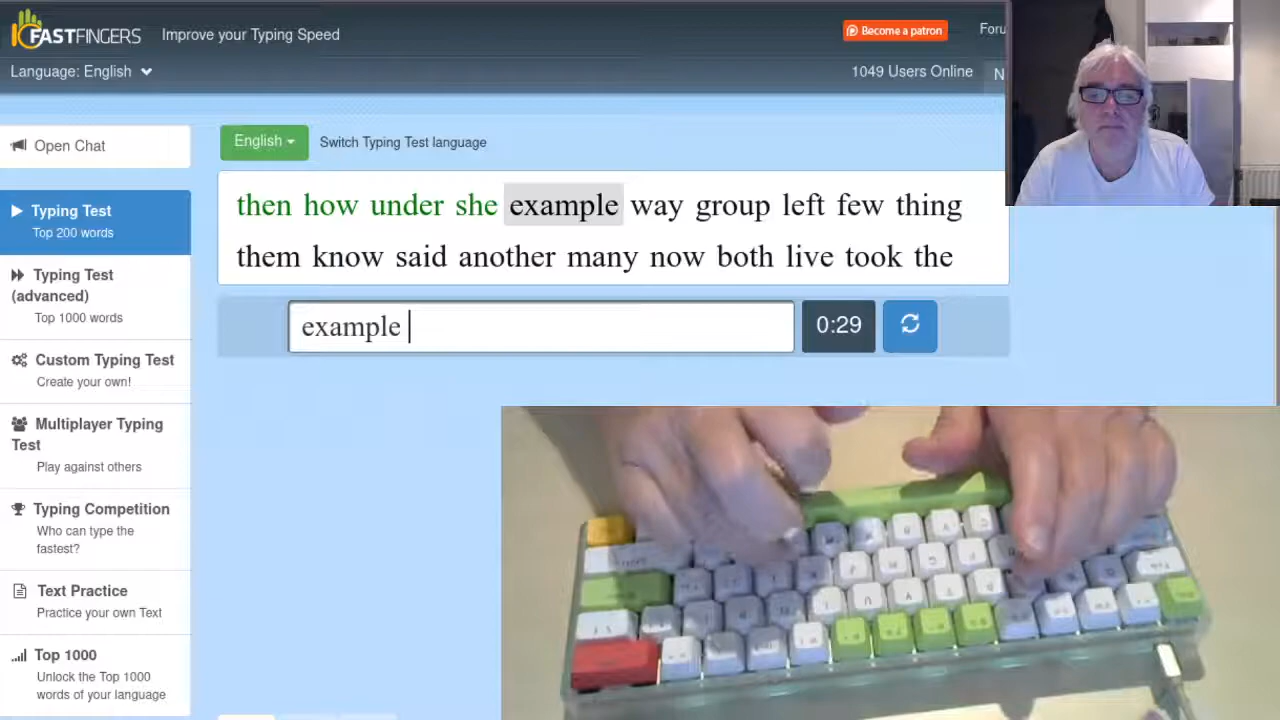 10FASTFINGERS
Improve your Typing Speed
Become a patron
Foru
Language: English
1049 Users Online
N
Open Chat
English
Switch Typing Test language
Typing Test
Top 200 words
then how under she example way group left few thing
them know said another many now both live took the
Typing Test
(advanced)
Top 1000 words
example
0:29
Custom Typing Test
Create your own!
Multiplayer Typing
Test
Play against others
Typing Competition
Who can type the
fastest?
Text Practice
Practice your own Text
Top 1000
Unlock the Top 1000
words of your language